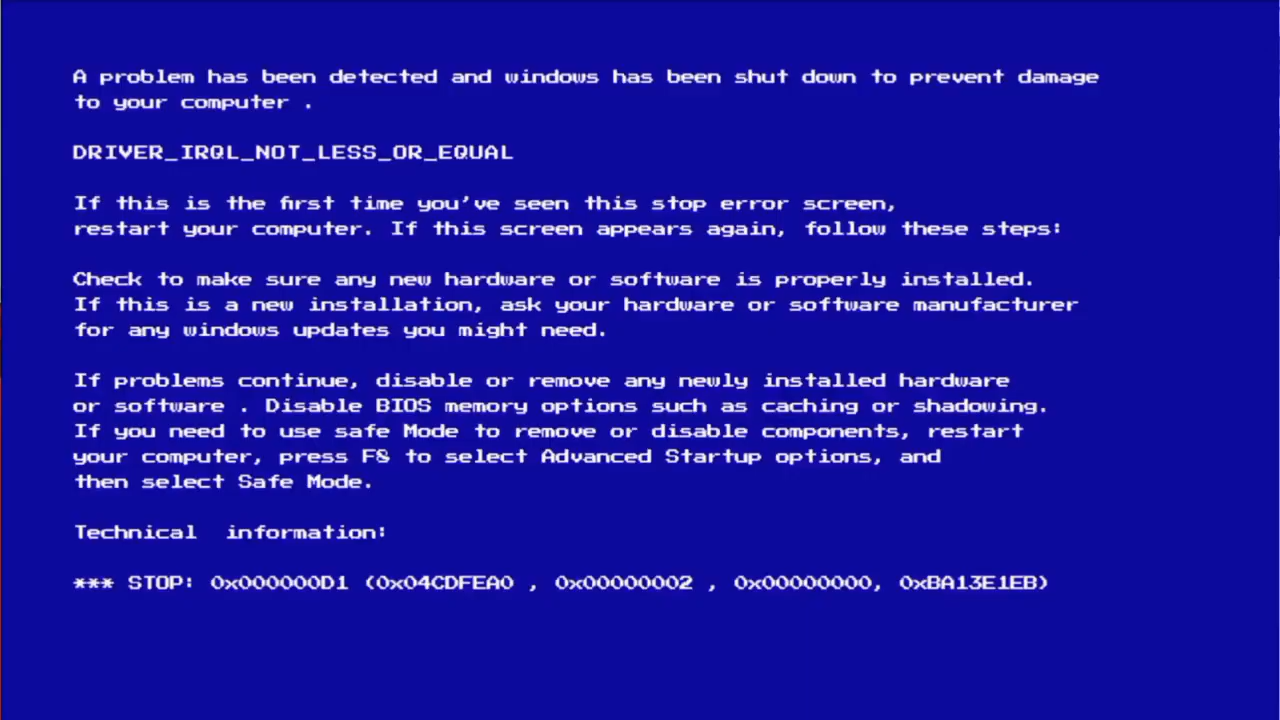 A problem has been detected and windows has been shut down to prevent damage
to your computer .
DRIVER_IRQL_NOT_LESS_OR_EQUAL
If this is the first time you've seen this stop error screen,
restart your computer. If this screen appears again, follow these steps:
Check to make sure any new hardware or software is properly installed.
If this is a new installation, ask your hardware or software manufacturer
for any windows updates you might need.
If problems continue, disable or remove any newly installed hardware
or software . Disable BIOS memory options such as caching or shadowing.
If you need to use safe Mode to remove or disable components, restart
your computer, press F& to select Advanced Startup options, and
then select Safe Mode.
Technical information:
*** STOP: 0x000000D1 (0x04CDFEA0 , 0x00000002 , 0x00000000, 0xBA13E1EB)